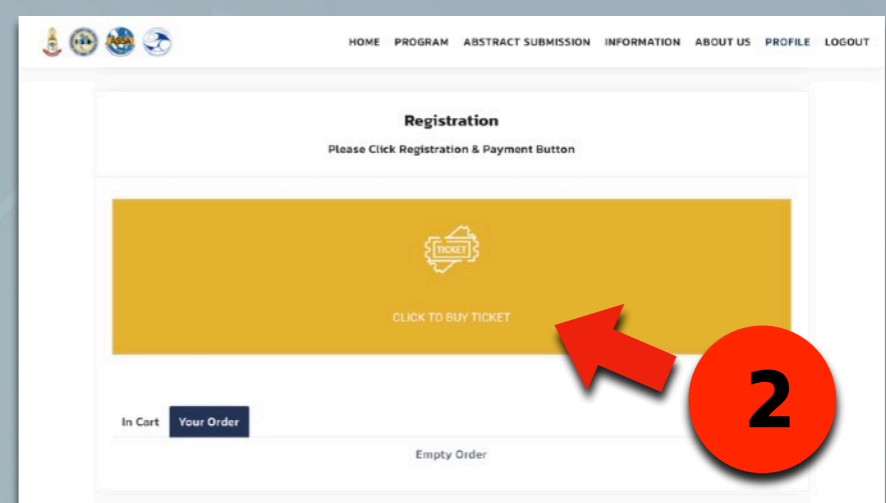 ASSA
HOME PROGRAM ABSTRACT SUBMISSION INFORMATION ABOUT US PROFILE LOGOUT
Registration
Please Click Registration & Payment Button
TICKET
CLICK TO BUY TICKET
2
In Cart Your Order
Empty Order